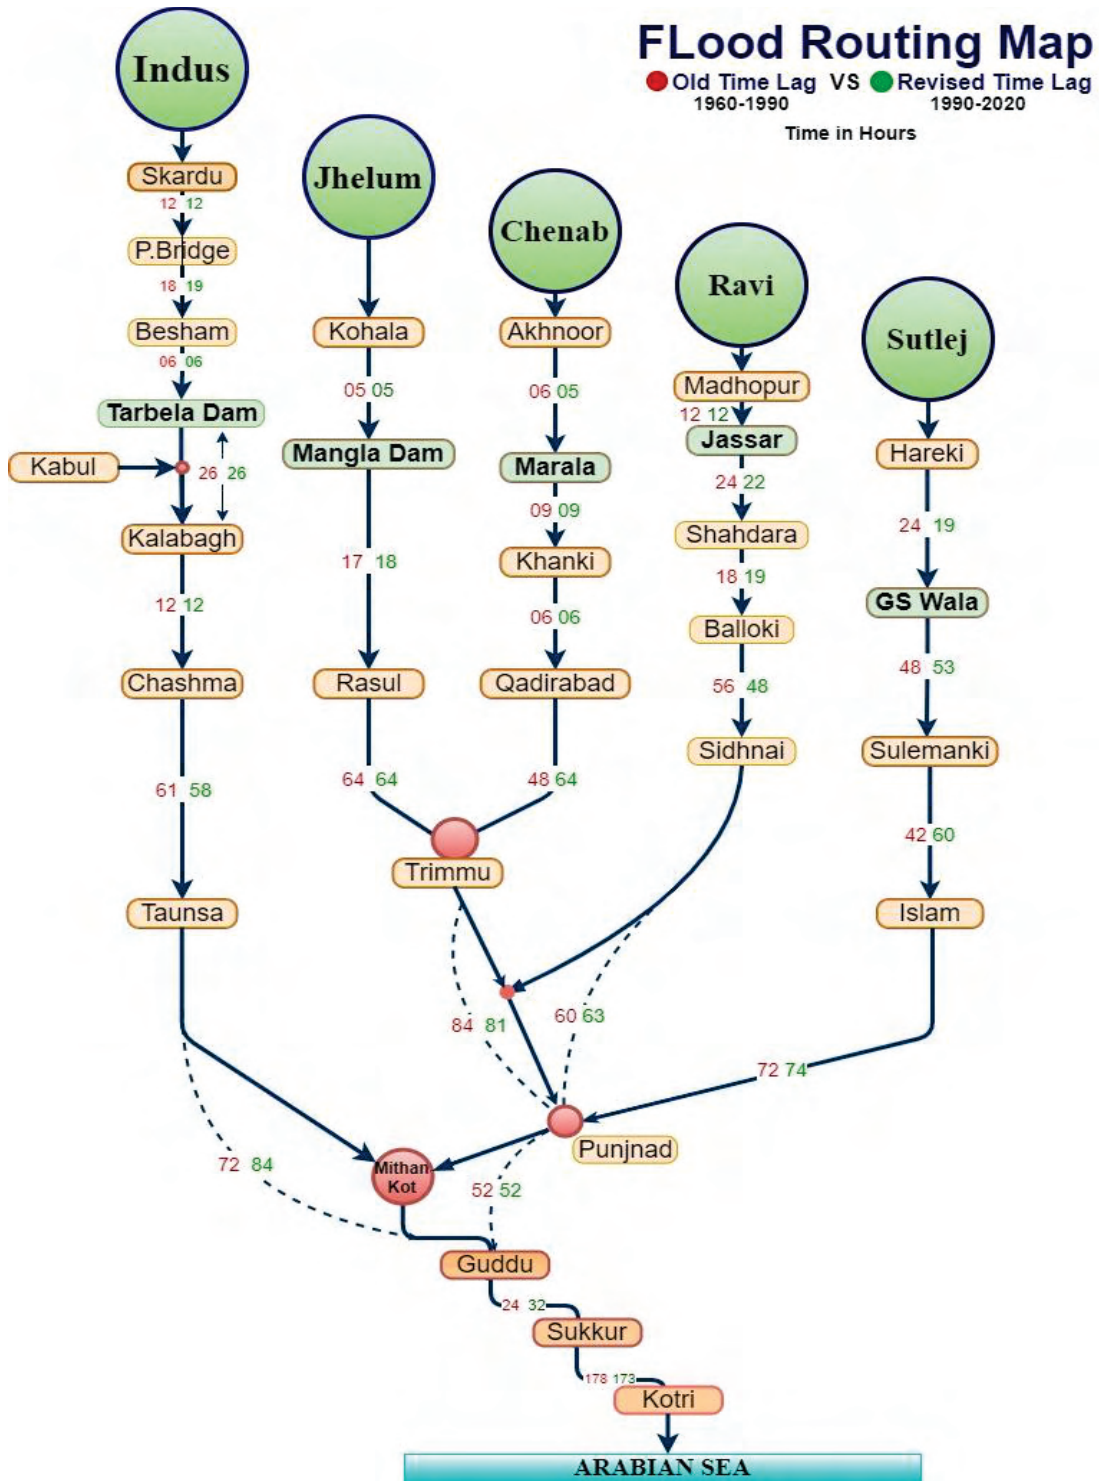 FLood Routing Map
Old Time Lag VS Revised Time Lag
1960-1990 1990-2020
Time in Hours
Indus
Skardu
12 12
P.Bridge
18 19
Besham
06 06
Tarbela Dam
Kabul
26 26
Kalabagh
12 12
Chashma
61 58
Taunsa
72 84
Jhelum
Kohala
05 05
Mangla Dam
17 18
Rasul
64 64
Chenab
Akhnoor
06 05
Marala
09 09
Khanki
06 06
Qadirabad
48 64
Trimmu
84 81
Ravi
Madhopur
12 12
Jassar
24 22
Shahdara
18 19
Balloki
56 48
Sidhnai
60 63
Sutlej
Hareki
24 19
GS Wala
48 53
Sulemanki
42 60
Islam
72 74
Punjnad
Mithan
Kot
52 52
Guddu
24 32
Sukkur
178 173
Kotri
ARABIAN SEA